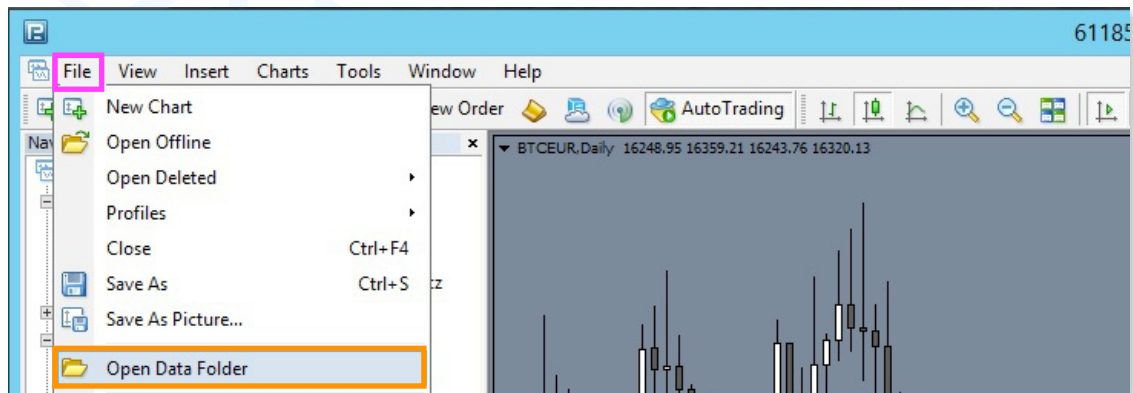 61185
File View Insert Charts Tools Window Help
New Chart
ew Order
AutoTrading
Nav
Open Offline
BTCEUR,Daily 16248.95 16359.21 16243.76 16320.13
Open Deleted
Profiles
Close Ctrl+F4
Save As Ctrl+S
tz
Save As Picture...
Open Data Folder